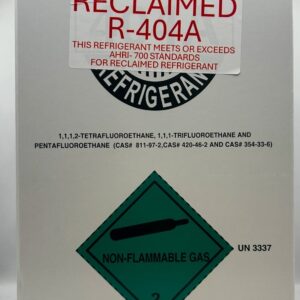 RECLAIMED
R-404A
THIS REFRIGERANT MEETS OR EXCEEDS
AHRI- 700 STANDARDS
FOR RECLAIMED REFRIGERANT
REFRIGERANT
1,1,1,2-TETRAFLUOROETHANE, 1,1,1-TRIFLUOROETHANE AND
PENTAFLUOROETHANE (CAS# 811-97-2,CAS# 420-46-2 AND CAS# 354-33-6)
UN 3337
NON-FLAMMABLE GAS
2